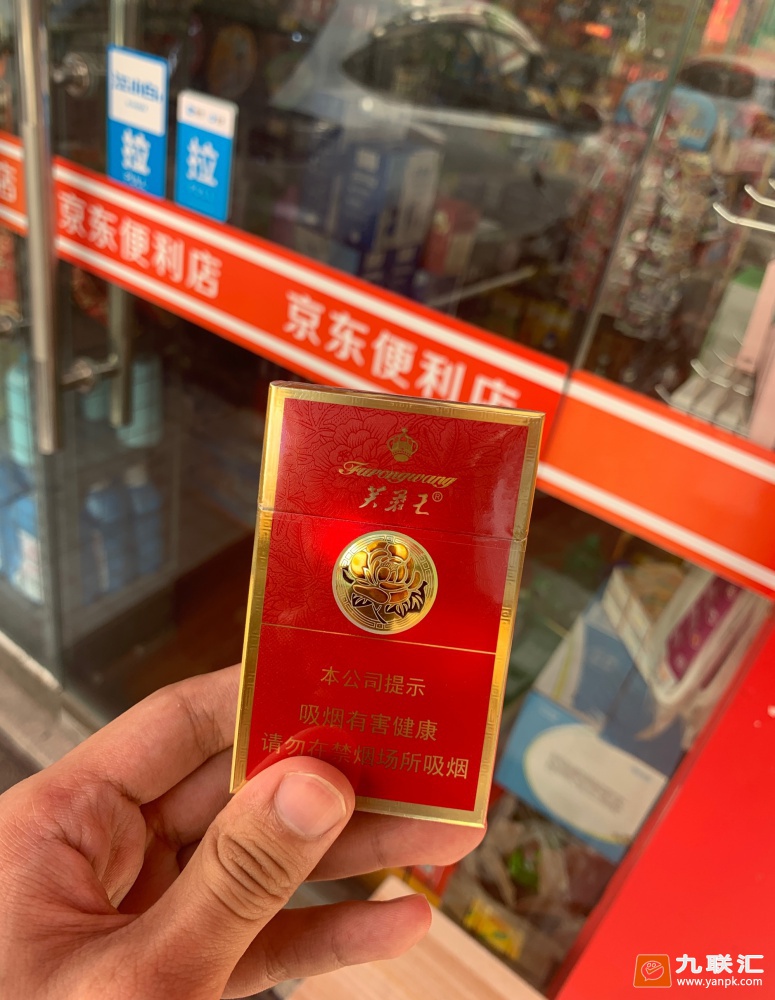 拉
拉
店
京东便利店
京东便利店
Furongwang
芙蓉王®
本公司提示
吸烟有害健康
请勿在禁烟场所吸烟
九联汇
www.yanpk.com